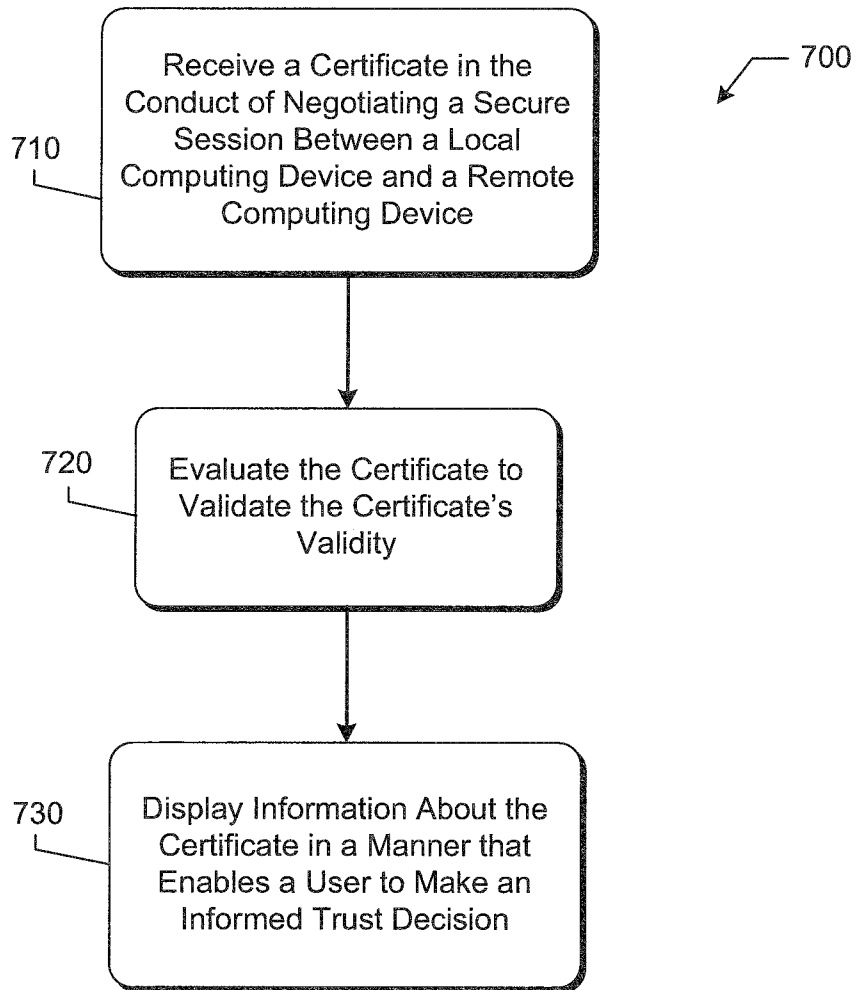 700
Receive a Certificate in the
Conduct of Negotiating a Secure
Session Between a Local
Computing Device and a Remote
Computing Device
710
720
Evaluate the Certificate to
Validate the Certificate's
Validity
730
Display Information About the
Certificate in a Manner that
Enables a User to Make an
Informed Trust Decision